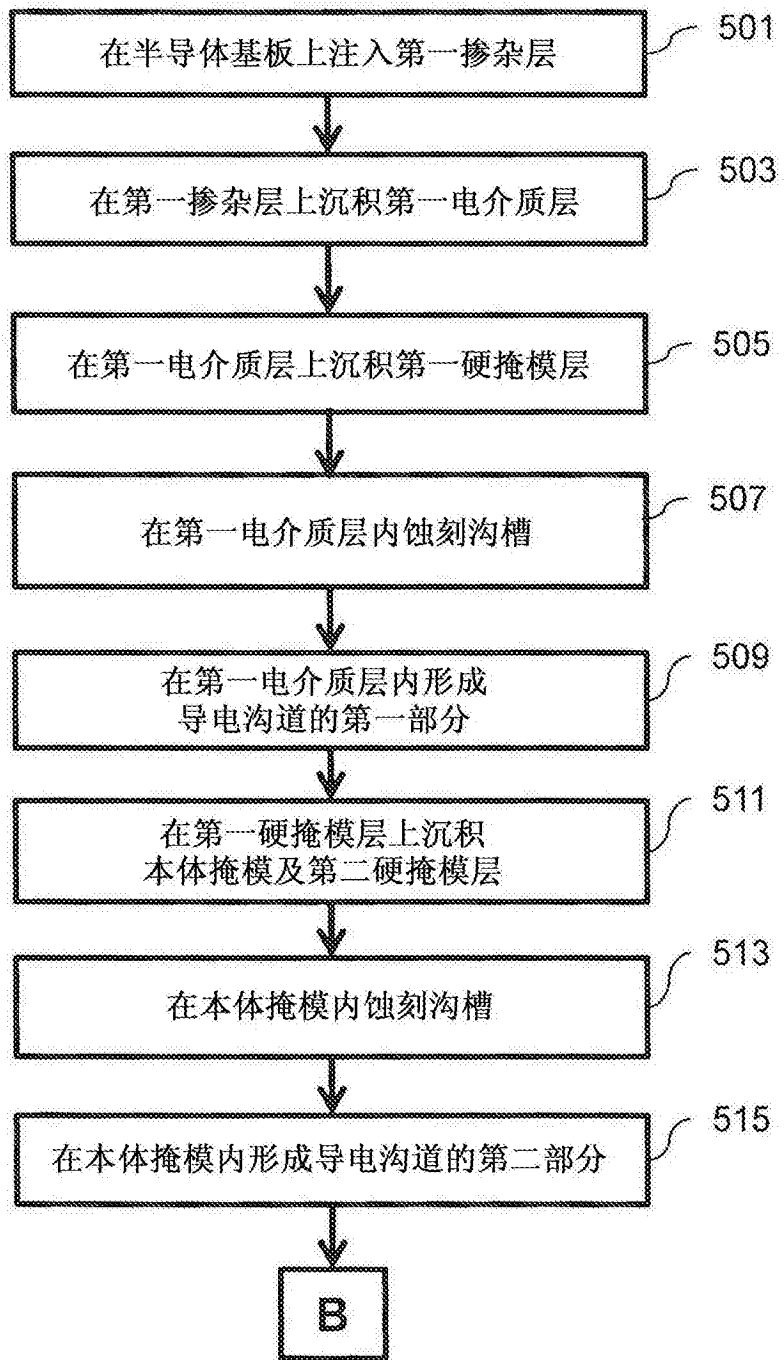 在半导体基板上注入第一掺杂层
501
在第一掺杂层上沉积第一电介质层
503
在第一电介质层上沉积第一硬掩模层
505
在第一电介质层内蚀刻沟槽
507
在第一电介质层内形成
导电沟道的第一部分
509
在第一硬掩模层上沉积
本体掩模及第二硬掩模层
511
在本体掩模内蚀刻沟槽
513
在本体掩模内形成导电沟道的第二部分
515
B